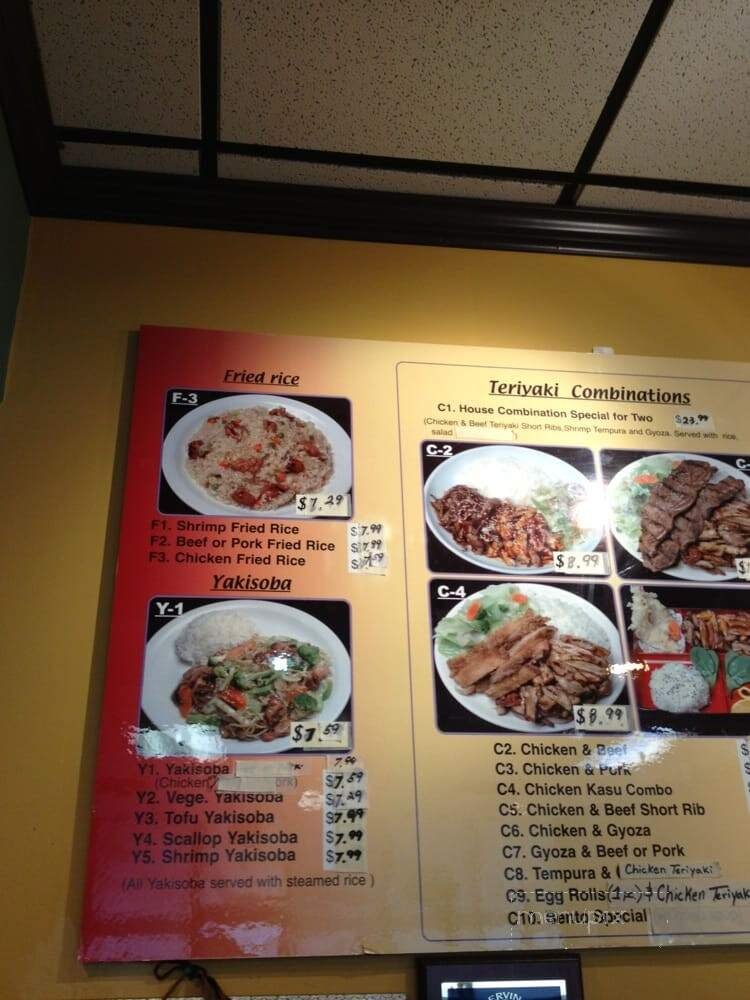 Fried rice
F-3
$7.29
F1. Shrimp Fried Rice $7.99
F2. Beef or Pork Fried Rice $7.99
F3. Chicken Fried Rice $
Yakisoba
Y-1
$7.59
Y1. Yakisoba
(Chicken, ork) $7.59
Y2. Vege. Yakisoba $7.29
Y3. Tofu Yakisoba $7.99
Y4. Scallop Yakisoba $7.99
Y5. Shrimp Yakisoba $7.99
(All Yakisoba served with steamed rice )
Teriyaki Combinations
C1. House Combination Special for Two $23.99
(Chicken & Beef Teriyaki Short Ribs,Shrimp Tempura and Gyoza. Served with rice,
salad )
C-2
$8.99
C-4
$8.99
C2. Chicken & Beef
C3. Chicken & Pork
C4. Chicken Kasu Combo
C5. Chicken & Beef Short Rib
C6. Chicken & Gyoza
C7. Gyoza & Beef or Pork
C8. Tempura & Chicken Teriyaki
C9. Egg Rolls & Chicken Teriyak
C10. Bento Special
ERVIN